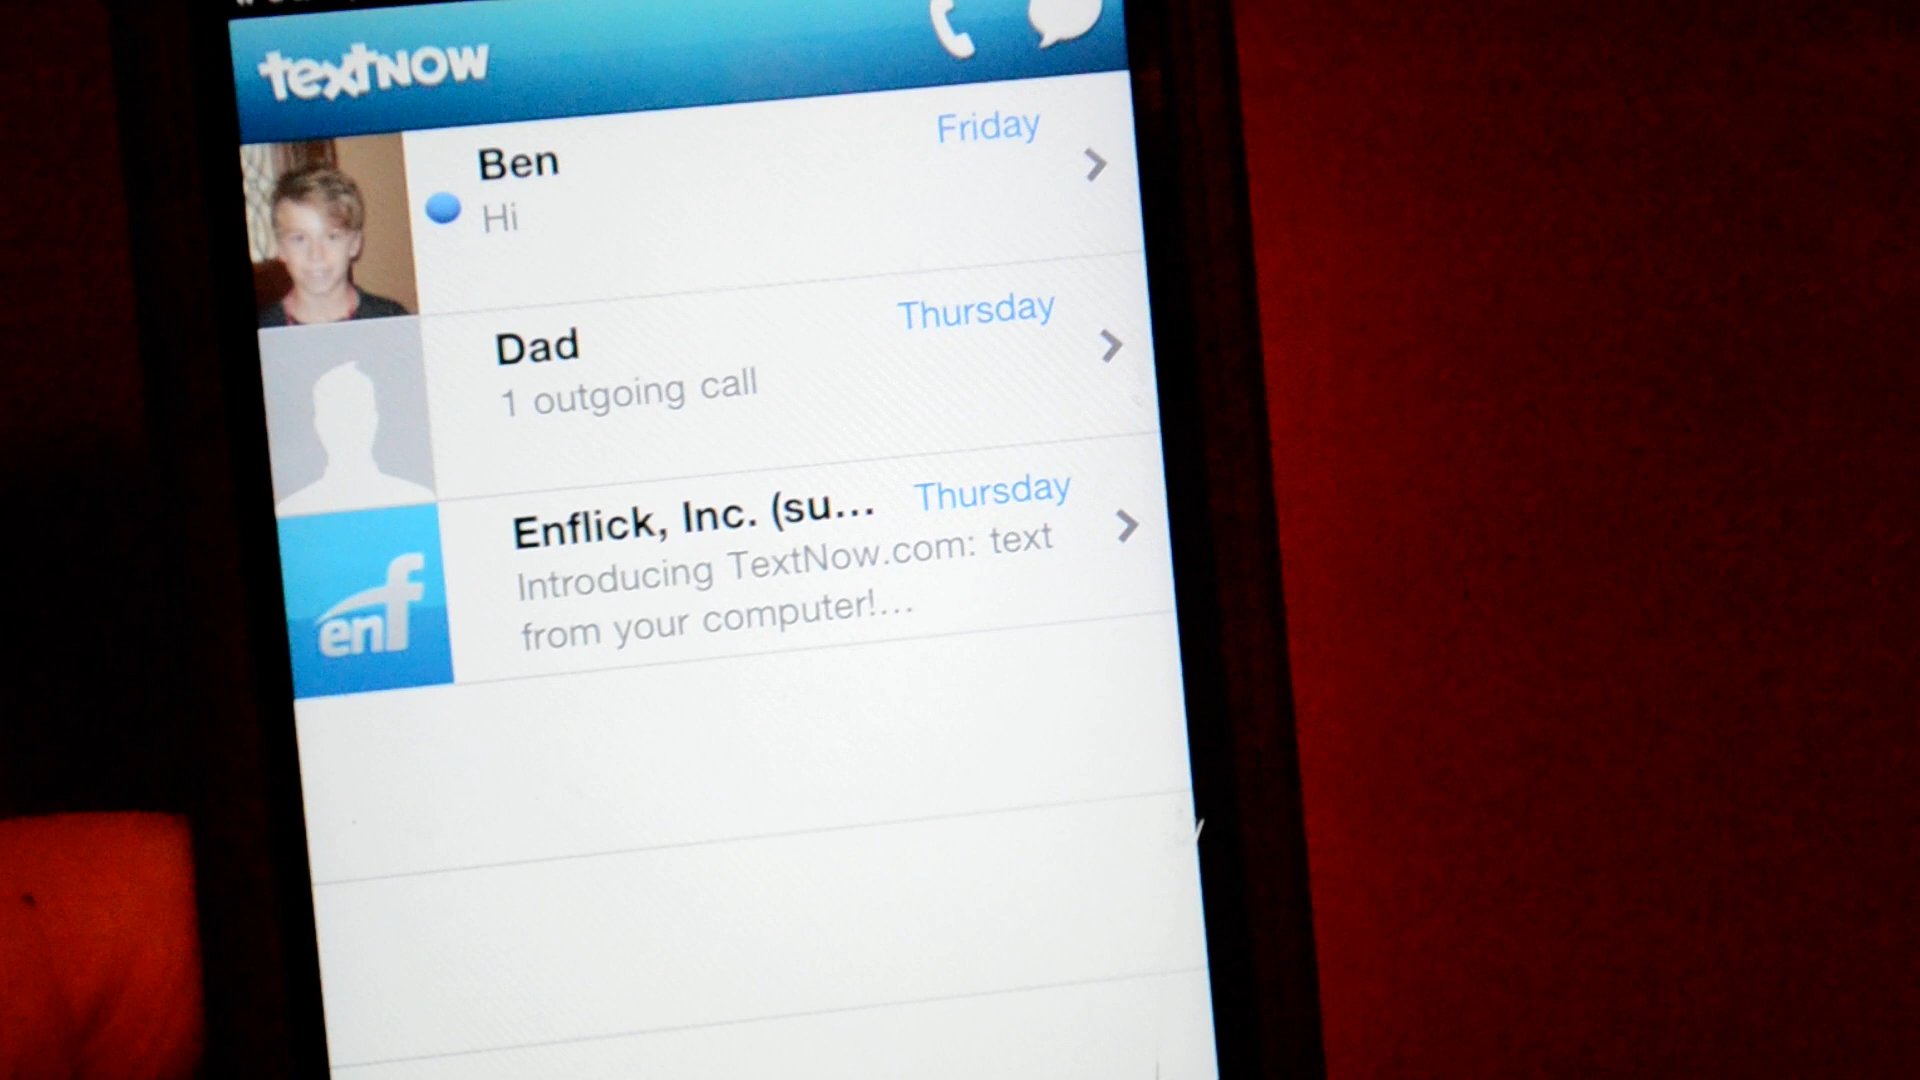 textNOW
Friday
Ben
Hi
Thursday
Dad
1 outgoing call
Enflick, Inc. (su... Thursday
Introducing TextNow.com: text
from your computer!...
enf